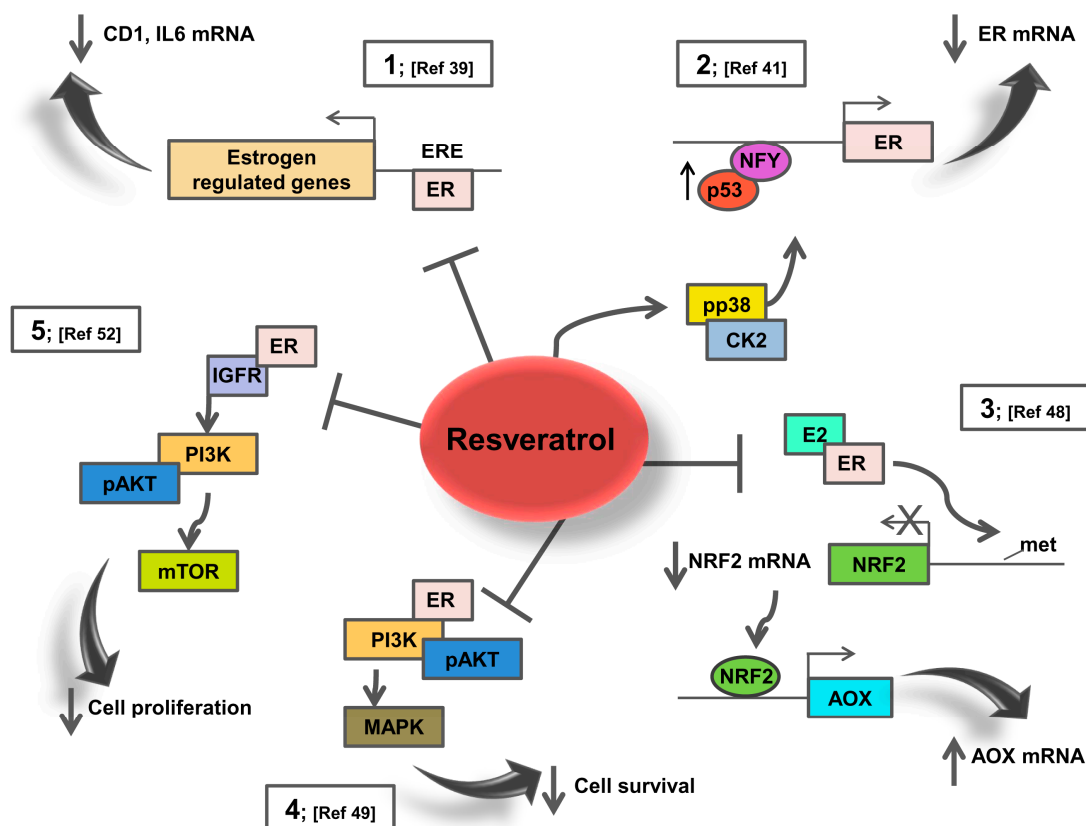 CD1, IL6 mRNA
1; [Ref 39]
Estrogen
regulated genes
ERE
ER
2; [Ref 41]
ER mRNA
ER
NFY
p53
pp38
CK2
5; [Ref 52]
ER
IGFR
PI3K
pAKT
mTOR
Cell proliferation
Resveratrol
3; [Ref 48]
E2
ER
X
met
NRF2
NRF2 mRNA
NRF2
AOX
AOX mRNA
ER
PI3K
pAKT
MAPK
Cell survival
4; [Ref 49]